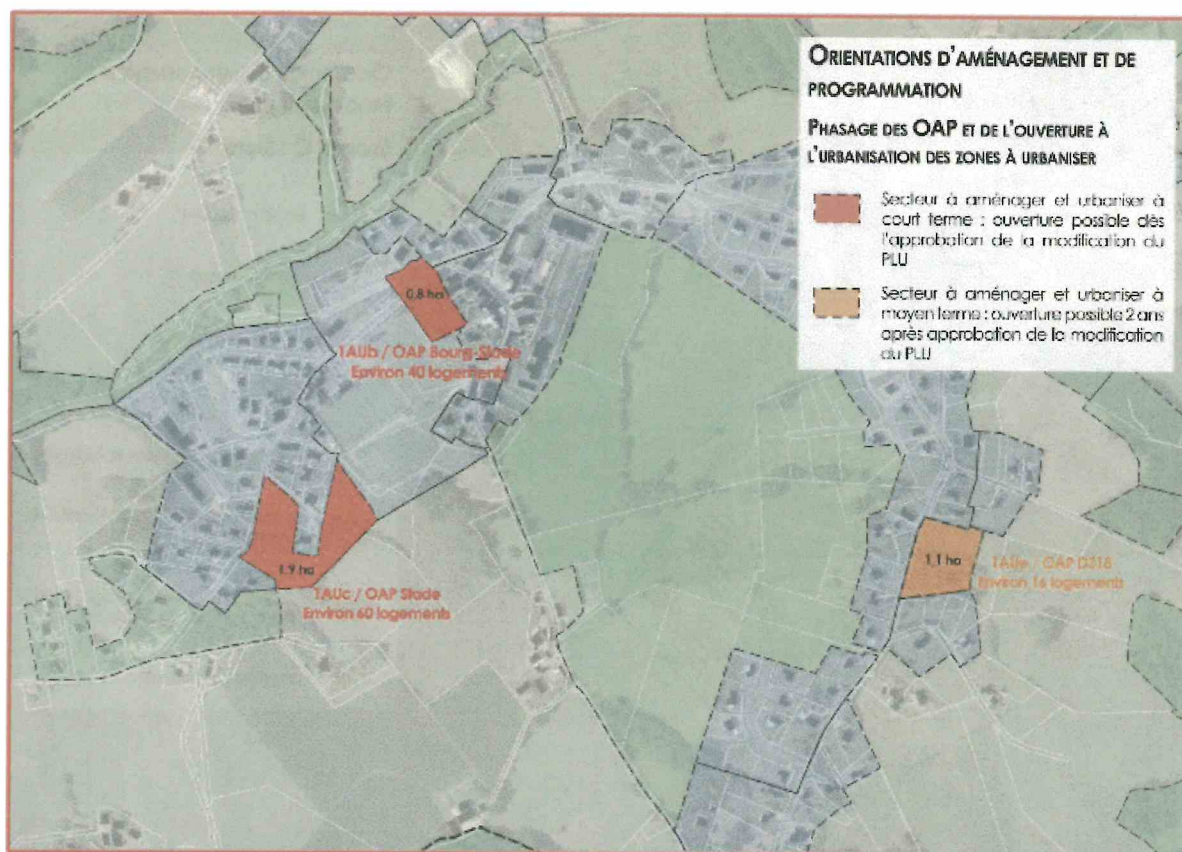 ORIENTATIONS D'AMÉNAGEMENT ET DE
PROGRAMMATION
PHASAGE DES OAP ET DE L'OUVERTURE À
L'URBANISATION DES ZONES À URBANISER
Secteur à aménager et urbaniser à
court terme : ouverture possible dès
l'approbation de la modification du
PLU
Secteur à aménager et urbaniser à
moyen terme : ouverture possible 2 ans
après approbation de la modification
du PLU
0,8 ha
1AUb / OAP Bourg-Stade
Environ 40 logements
1,9 ha
1AUc / OAP Stade
Environ 60 logements
1,1 ha
/ OAP D318
Environ 16 logements